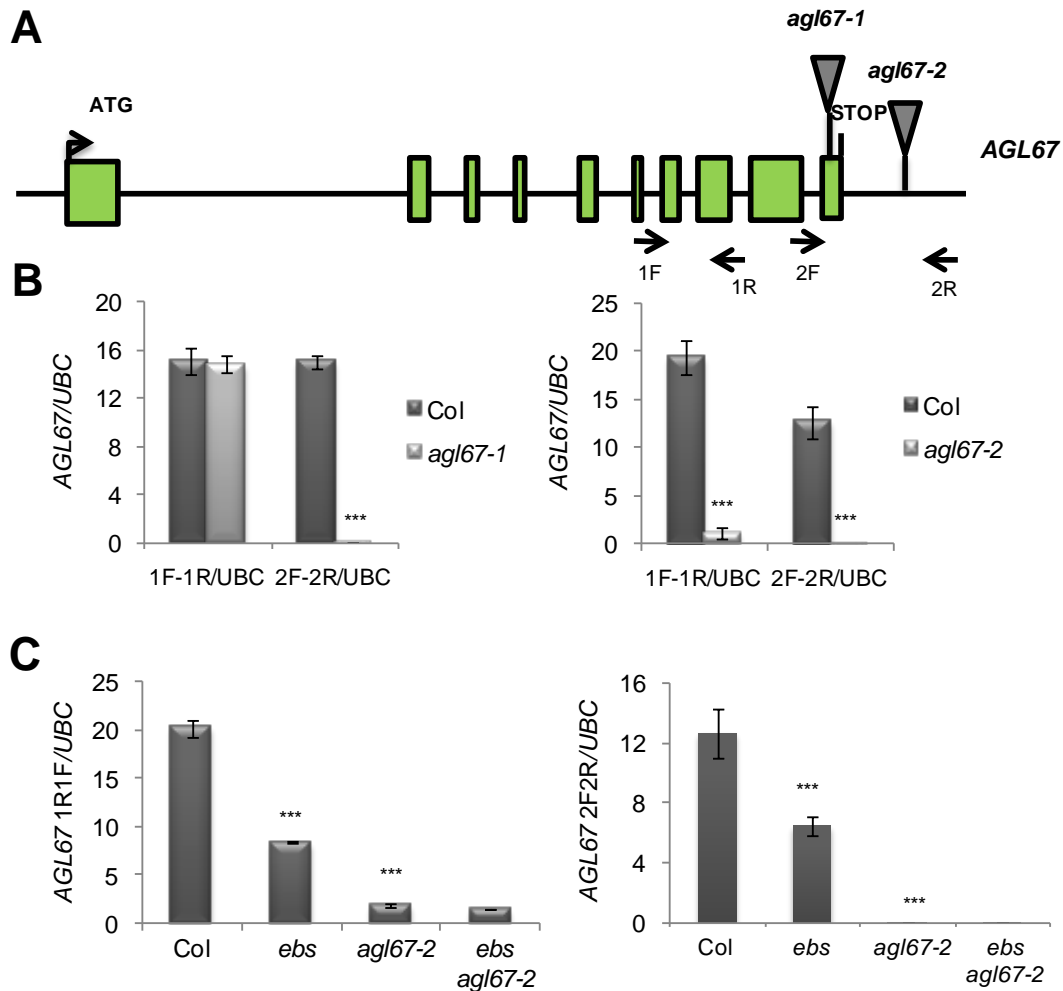 A
agl67-1
agl67-2
ATG
STOP
AGL67
1F
1R
2F
2R
B
AGL67/UBC
20
16
12
8
4
0
***
1F-1R/UBC 2F-2R/UBC
Col
agl67-1
AGL67/UBC
25
20
15
10
5
0
***
***
1F-1R/UBC 2F-2R/UBC
Col
agl67-2
C
AGL67 1R1F/UBC
25
20
15
10
5
0
***
***
Col ebs agl67-2 ebs
agl67-2
AGL67 2F2R/UBC
16
12
8
4
0
***
***
Col ebs agl67-2 ebs
agl67-2